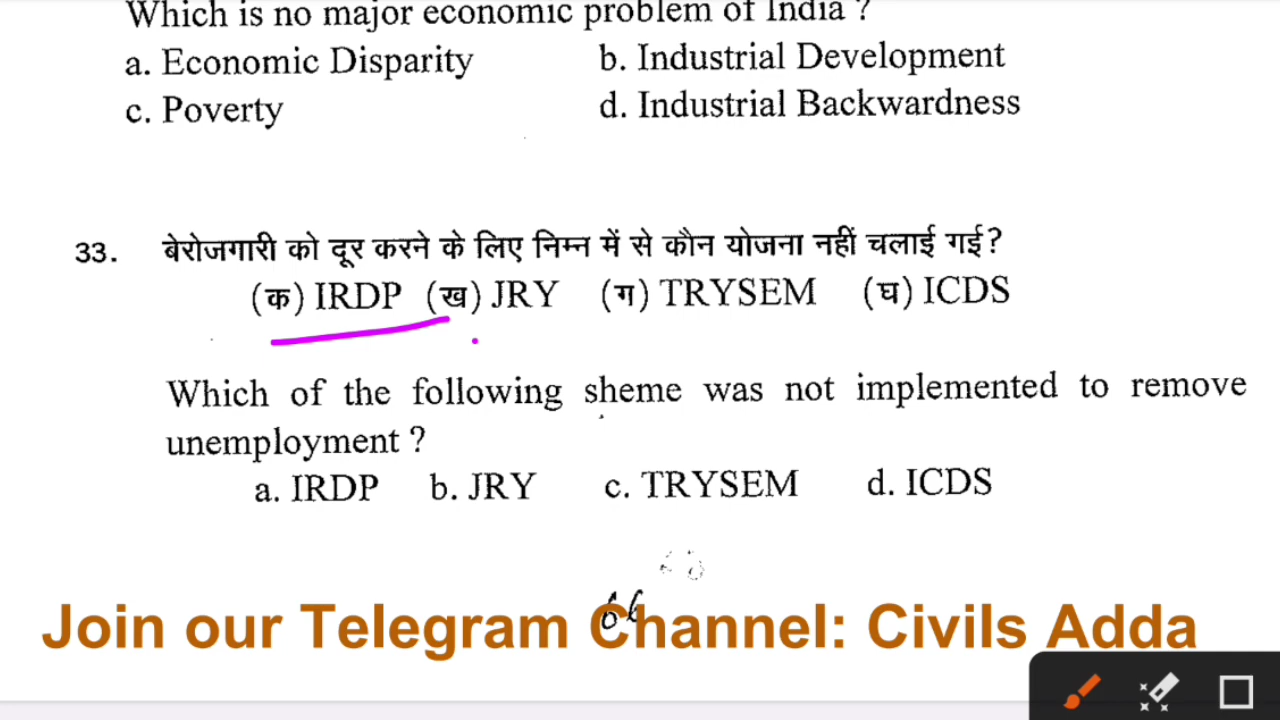 Which is no major economic problem of India ?
a. Economic Disparity b. Industrial Development
c. Poverty d. Industrial Backwardness
33. बेरोजगारी को दूर करने के लिए निम्न में से कौन योजना नहीं चलाई गई?
(क) IRDP (ख) JRY (ग) TRYSEM (घ) ICDS
Which of the following sheme was not implemented to remove
unemployment ?
a. IRDP b. JRY c. TRYSEM d. ICDS
Join our Telegram Channel: Civils Adda